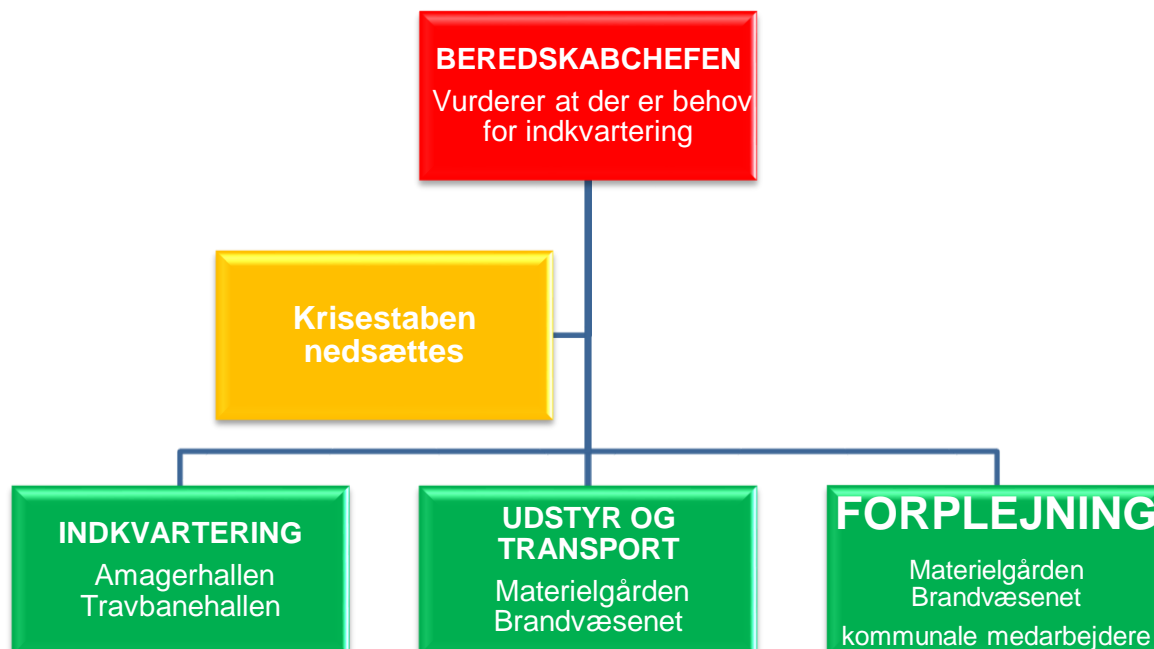 BEREDSKABCHEFEN
Vurderer at der er behov
for indkvartering
Krisestaben
nedsættes
INDKVARTERING
Amagerhallen
Travbanehallen
UDSTYR OG
TRANSPORT
Materielgården
Brandvæsenet
FORPLEJNING
Materielgården
Brandvæsenet
kommunale medarbejdere